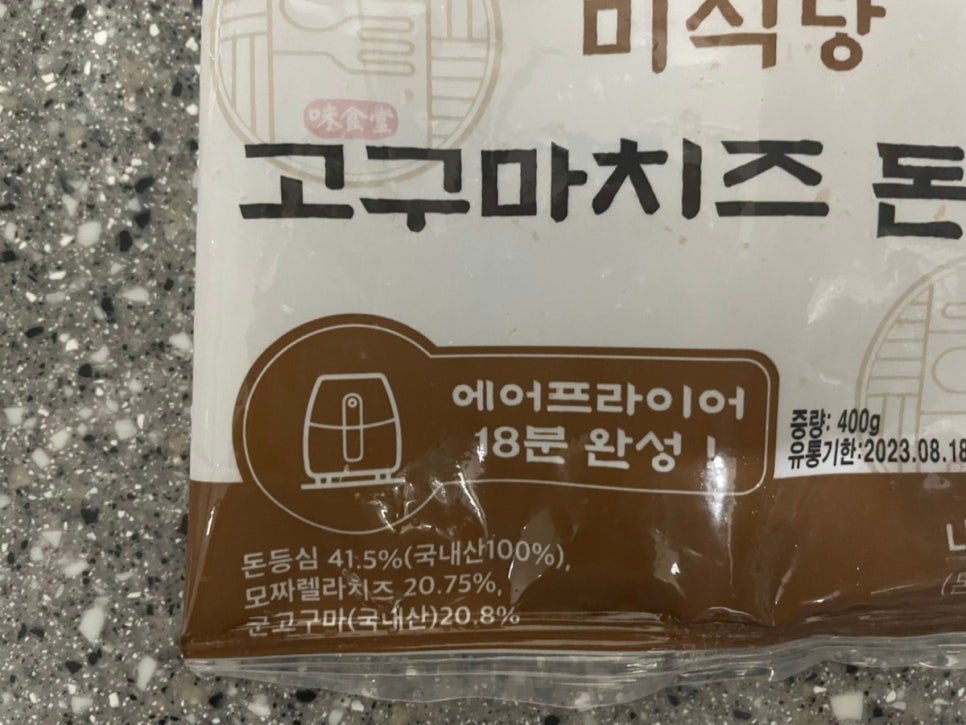 미식당
味食堂
고구마치즈 돈
에어프라이어
18분 완성 !
중량: 400g
유통기한:2023.08.18
돈등심 41.5%(국내산100%),
모짜렐라치즈 20.75%,
군고구마(국내산)20.8%